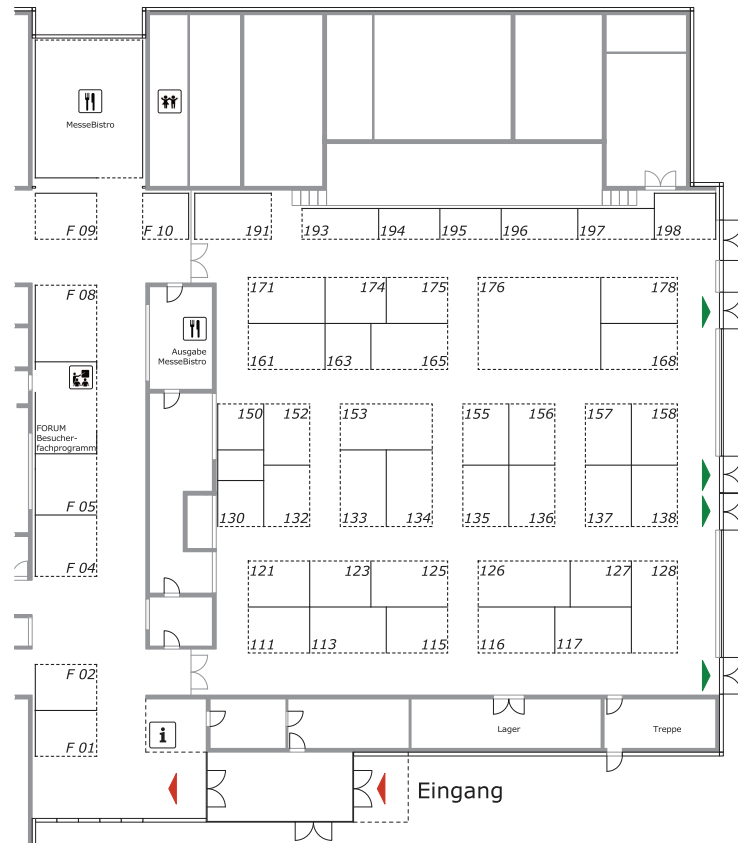 MesseBistro
F 09
F 10
191
193
194
195
196
197
198
F 08
171
174
175
176
178
Ausgabe
MesseBistro
161
163
165
168
FORUM
Besucher-
fachprogramm
150
152
153
155
156
157
158
F 05
130
132
133
134
135
136
137
138
F 04
121
123
125
126
127
128
111
113
115
116
117
F 02
F 01
i
Lager
Treppe
Eingang